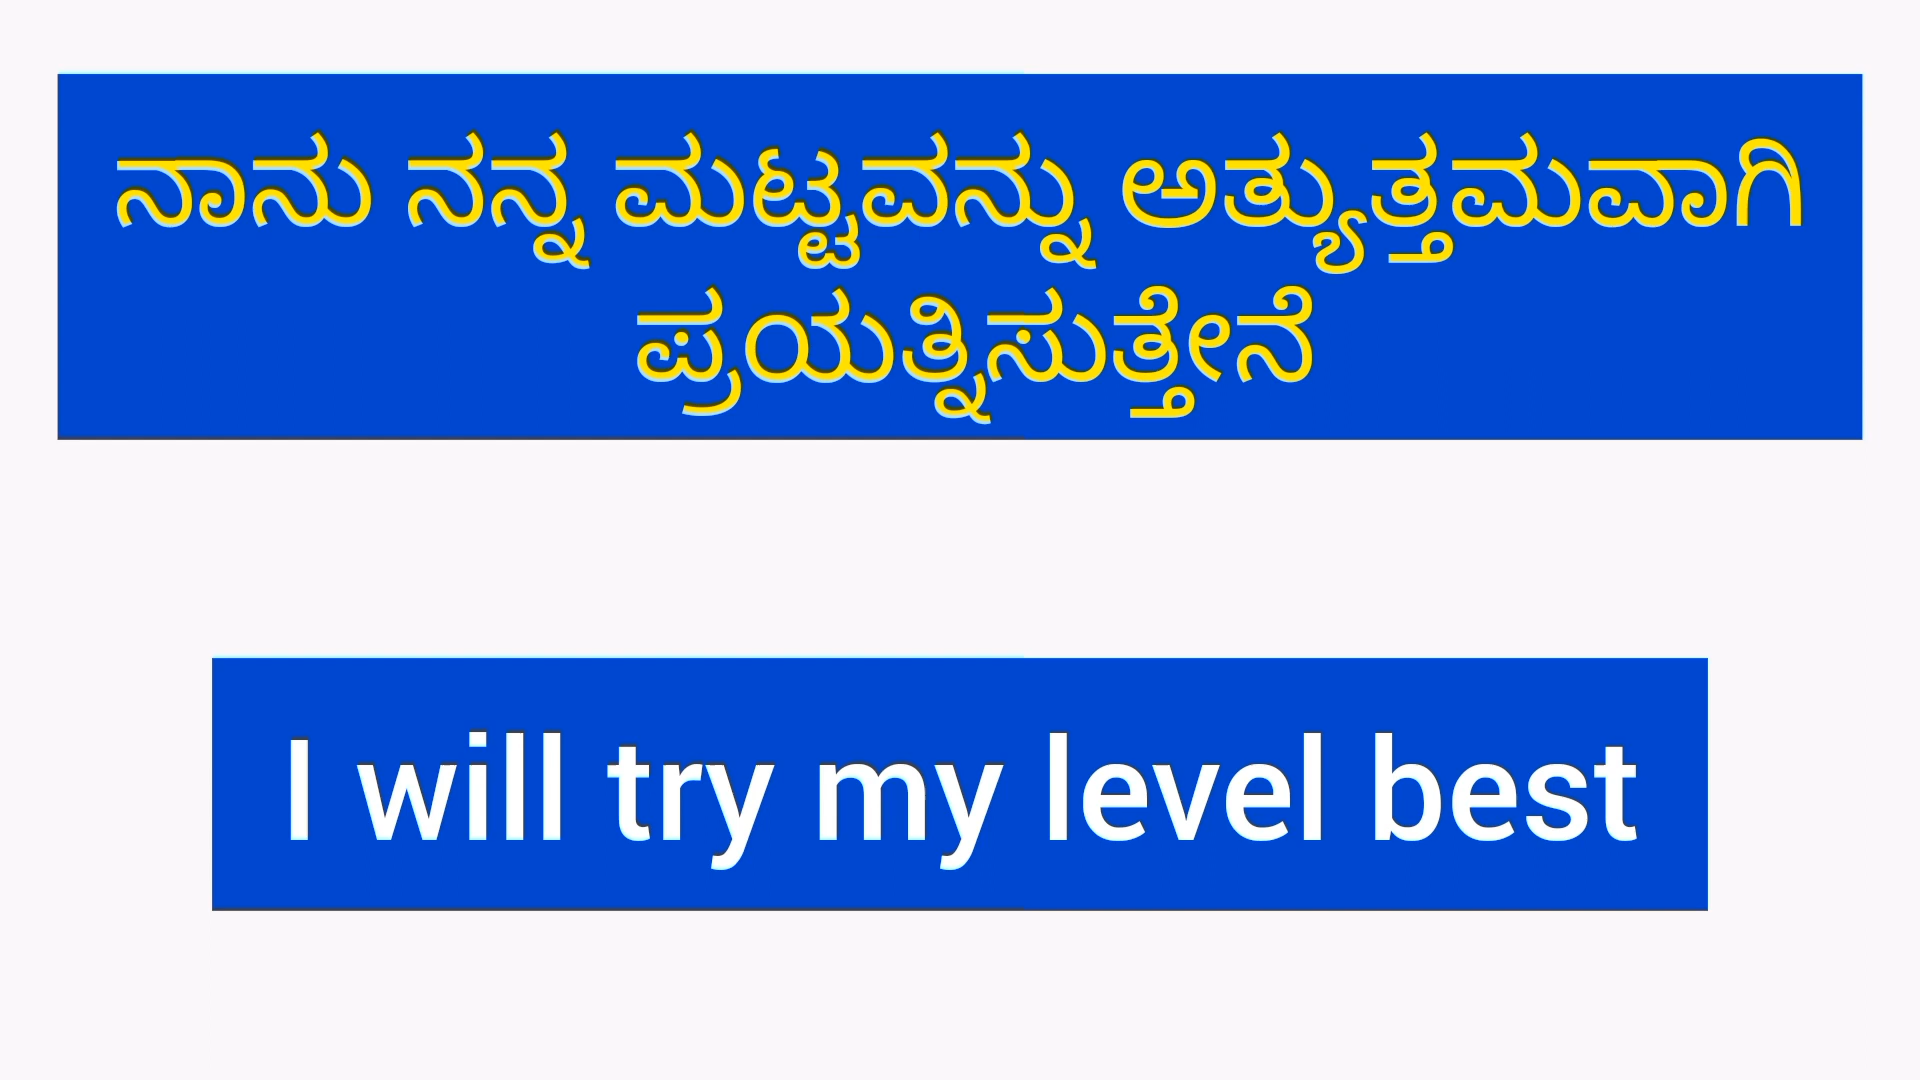 ನಾನು ನನ್ನ ಮಟ್ಟವನ್ನು ಅತ್ಯುತ್ತಮವಾಗಿ
ಪ್ರಯತ್ನಿಸುತ್ತೇನೆ
I will try my level best